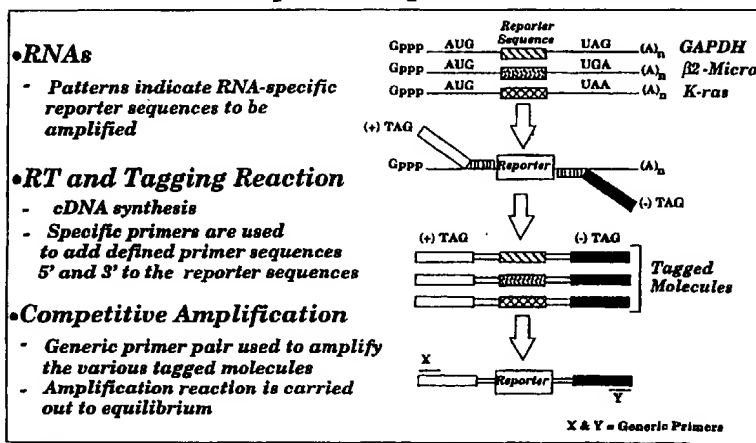 •RNAs
- Patterns indicate RNA-specific
reporter sequences to be
amplified
•RT and Tagging Reaction
- cDNA synthesis
- Specific primers are used
to add defined primer sequences
5' and 3' to the reporter sequences
•Competitive Amplification
- Generic primer pair used to amplify
the various tagged molecules
- Amplification reaction is carried
out to equilibrium
Reporter
Sequence
Gppp AUG UAG (A)n GAPDH
Gppp AUG UGA (A)n β2-Micro
Gppp AUG UAA (A)n K-ras
(+) TAG
Gppp Reporter (A)n
(-) TAG
(+) TAG (-) TAG
Tagged
Molecules
X
Reporter
Y
X & Y = Generic Primers